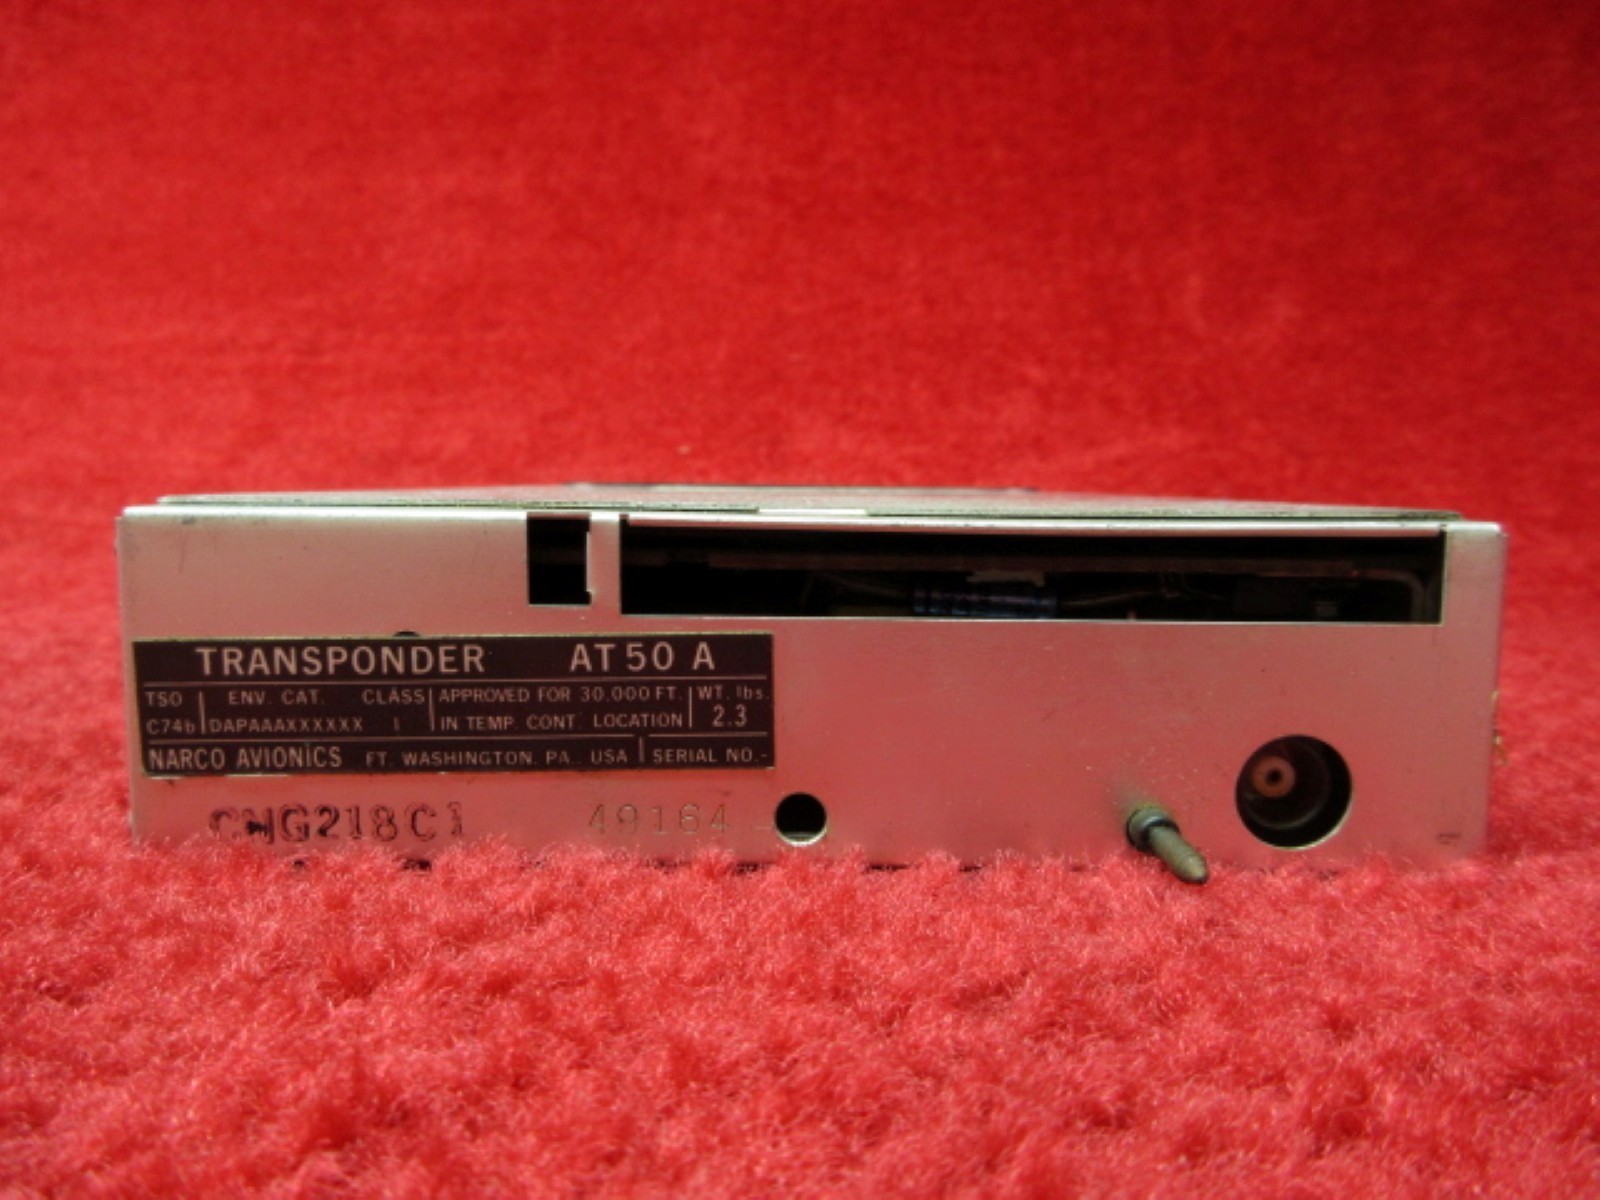 TRANSPONDER AT50 A
TSO ENV. CAT. CLASS APPROVED FOR 30.000 FT. WT. lbs.
C74b DAPAAAXXXXXX 1 IN TEMP. CONT. LOCATION 2.3
NARCO AVIONICS FT. WASHINGTON. PA.. USA SERIAL NO.-
49164